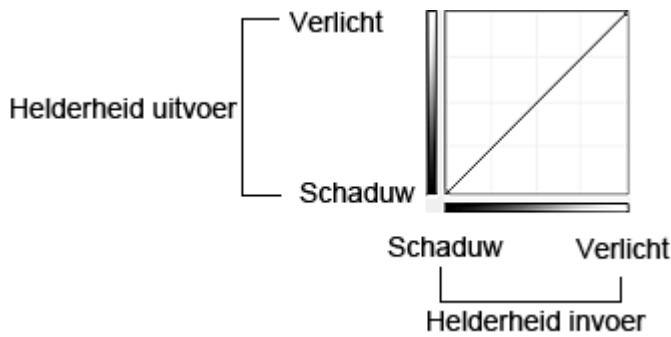 Verlicht
Helderheid uitvoer
Schaduw
Schaduw Verlicht
Helderheid invoer